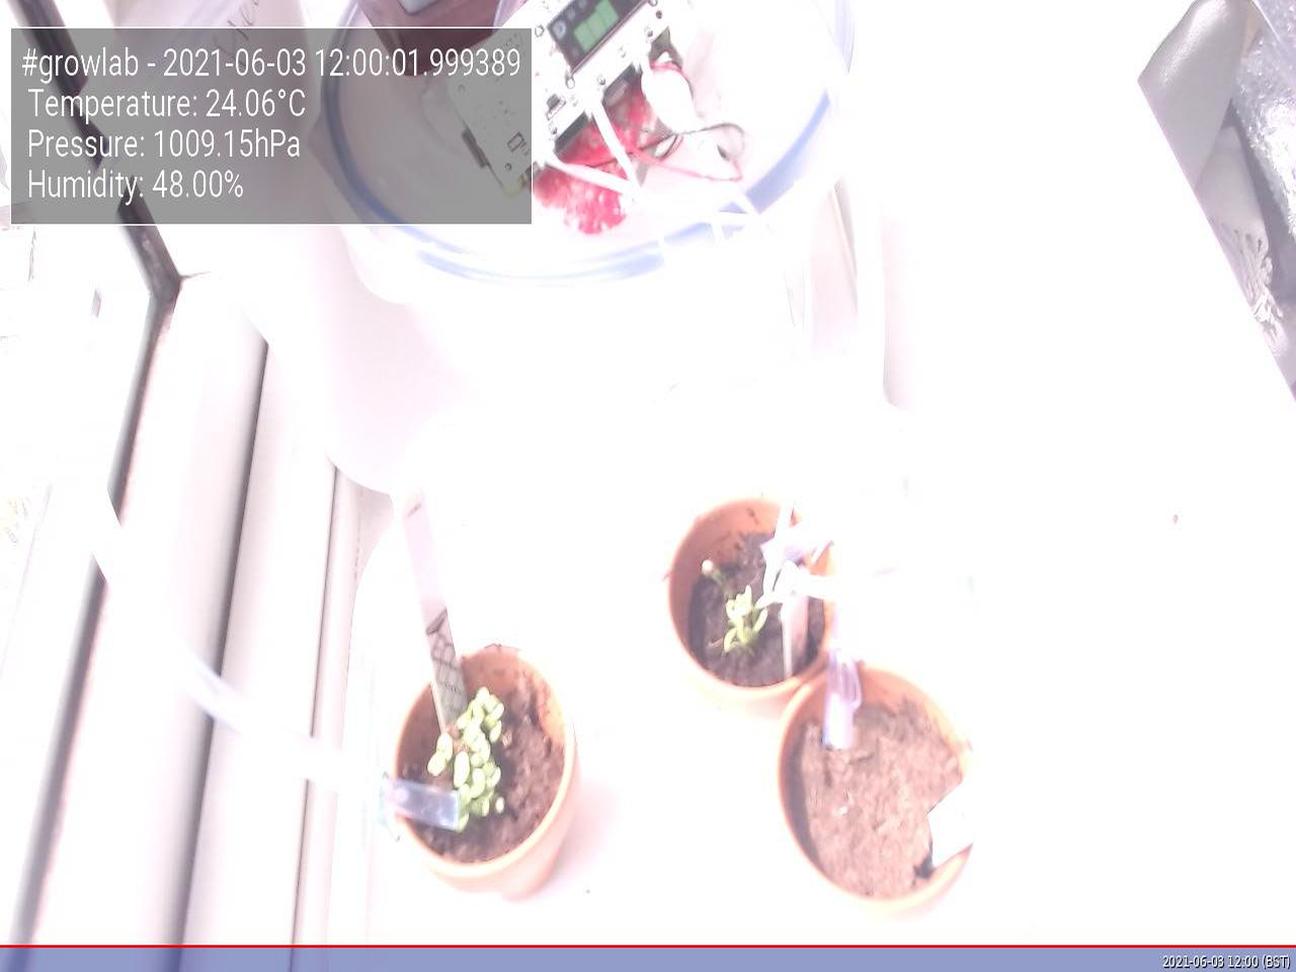 #growlab - 2021-06-03 12:00:01.999389
Temperature: 24.06°C
Pressure: 1009.15hPa
Humidity: 48.00%
2021-06-03 12:00 (BST)